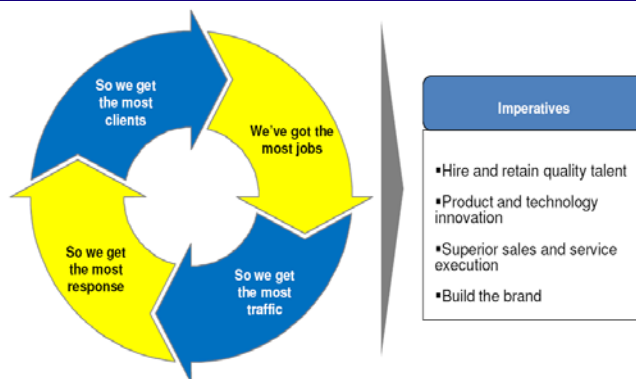 So we get
the most
clients
We've got the
most jobs
So we get
the most
traffic
So we get
the most
response
Imperatives
▪Hire and retain quality talent
▪Product and technology
innovation
▪Superior sales and service
execution
▪Build the brand